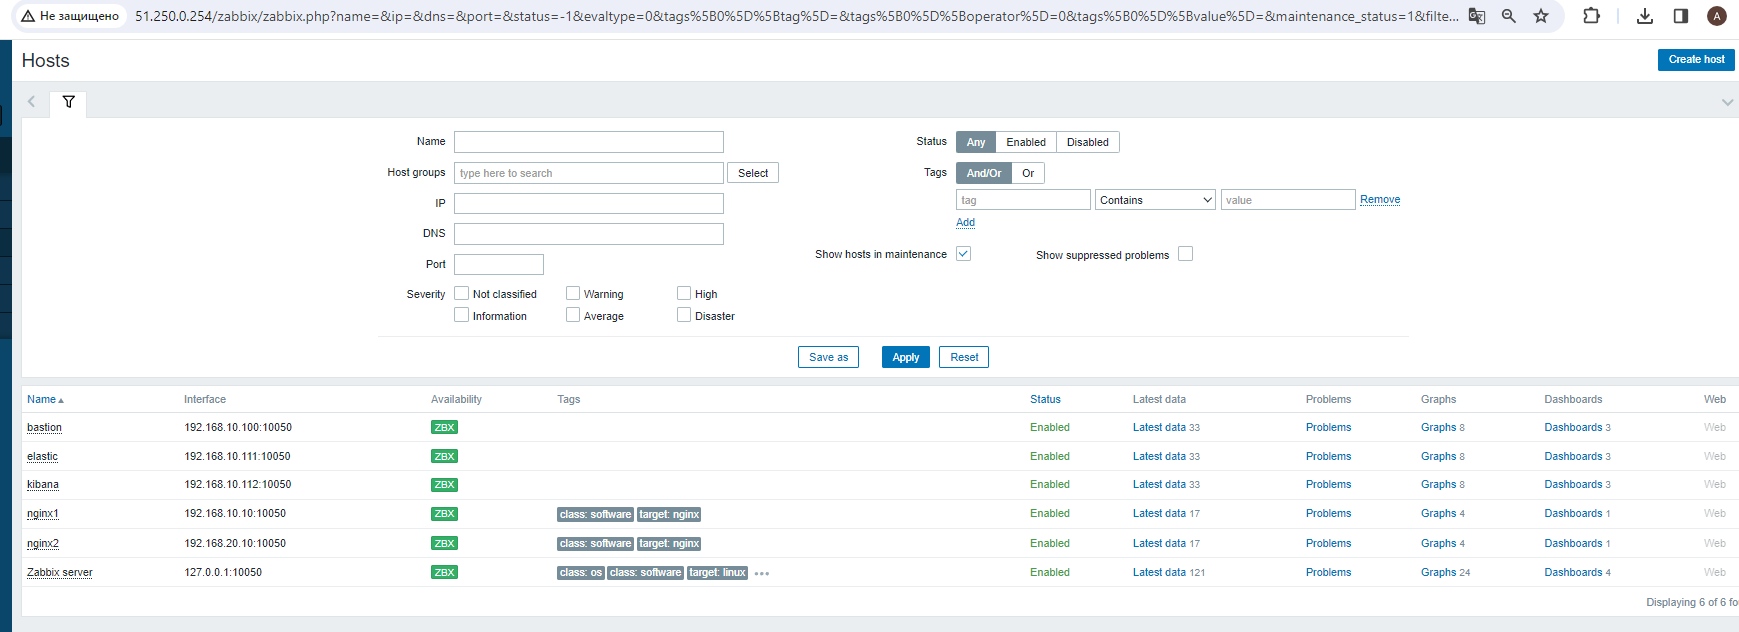 Не защищено 51.250.0.254/zabbix/zabbix.php?name=&ip=&dns=&port=&status=-1&evaltype=0&tags%5B0%5D%5Btag%5D=&tags%5B0%5D%5Boperator%5D=0&tags%5B0%5D%5Bvalue%5D=&maintenance_status=1&filte... A
Hosts Create host
Name Status Any Enabled Disabled
Host groups type here to search Select Tags And/Or Or
IP tag Contains value Remove
DNS Add
Port Show hosts in maintenance Show suppressed problems
Severity Not classified Warning High
Information Average Disaster
Save as Apply Reset
Name Interface Availability Tags Status Latest data Problems Graphs Dashboards Web
bastion 192.168.10.100:10050 ZBX Enabled Latest data 33 Problems Graphs 8 Dashboards 3 Web
elastic 192.168.10.111:10050 ZBX Enabled Latest data 33 Problems Graphs 8 Dashboards 3 Web
kibana 192.168.10.112:10050 ZBX Enabled Latest data 33 Problems Graphs 8 Dashboards 3 Web
nginx1 192.168.10.10:10050 ZBX class: software target: nginx Enabled Latest data 17 Problems Graphs 4 Dashboards 1 Web
nginx2 192.168.20.10:10050 ZBX class: software target: nginx Enabled Latest data 17 Problems Graphs 4 Dashboards 1 Web
Zabbix server 127.0.0.1:10050 ZBX class: os class: software target: linux ••• Enabled Latest data 121 Problems Graphs 24 Dashboards 4 Web
Displaying 6 of 6 fo